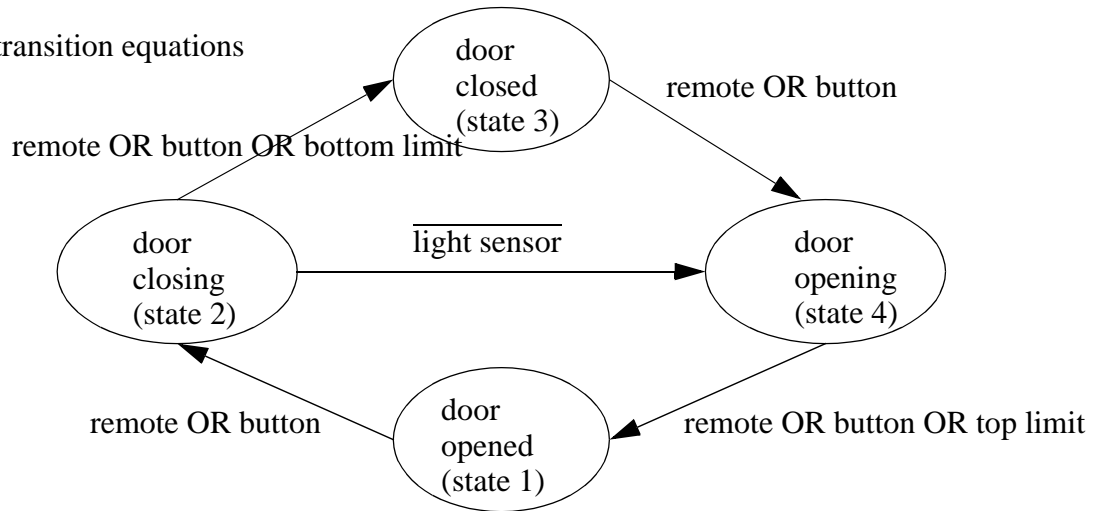 transition equations
door
closed
(state 3)
remote OR button
remote OR button OR bottom limit
light sensor
door
closing
(state 2)
door
opening
(state 4)
remote OR button
door
opened
(state 1)
remote OR button OR top limit